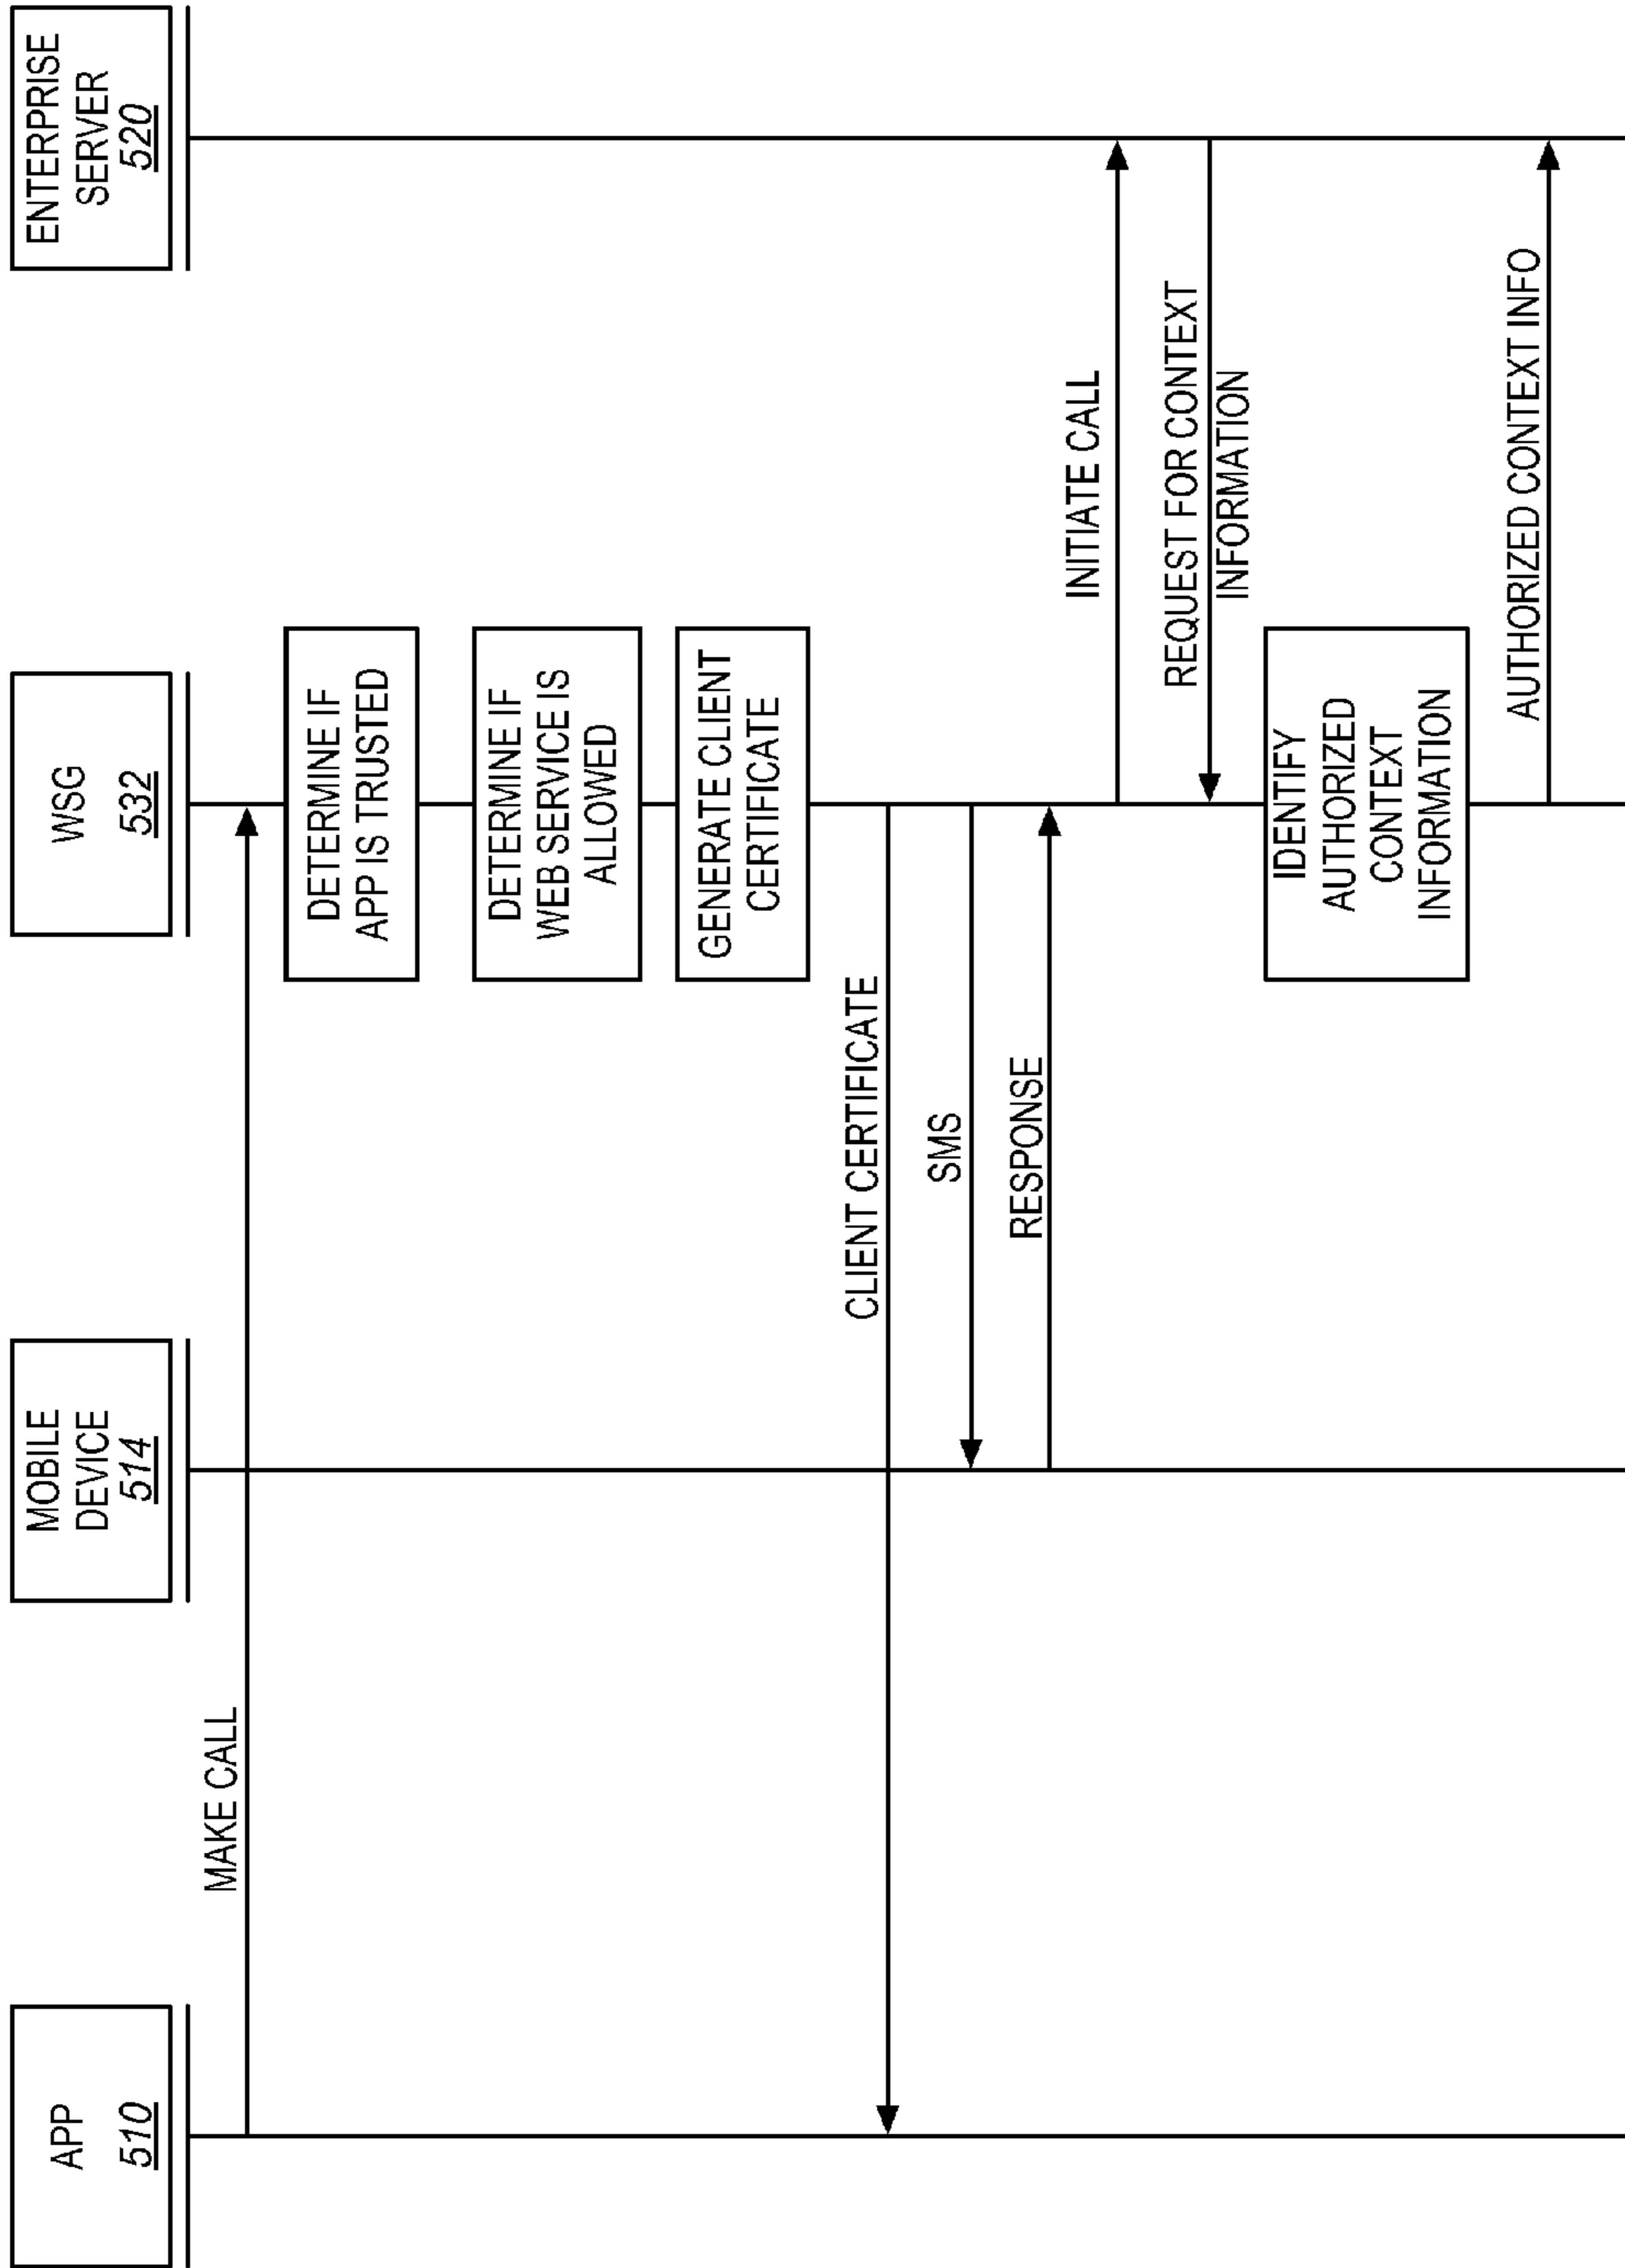 APP
510
MOBILE
DEVICE
514
WSG
532
ENTERPRISE
SERVER
520
MAKE CALL
DETERMINE IF
APP IS TRUSTED
DETERMINE IF
WEB SERVICE IS
ALLOWED
GENERATE CLIENT
CERTIFICATE
CLIENT CERTIFICATE
SMS
RESPONSE
INITIATE CALL
REQUEST FOR CONTEXT
INFORMATION
IDENTIFY
AUTHORIZED
CONTEXT
INFORMATION
AUTHORIZED CONTEXT INFO